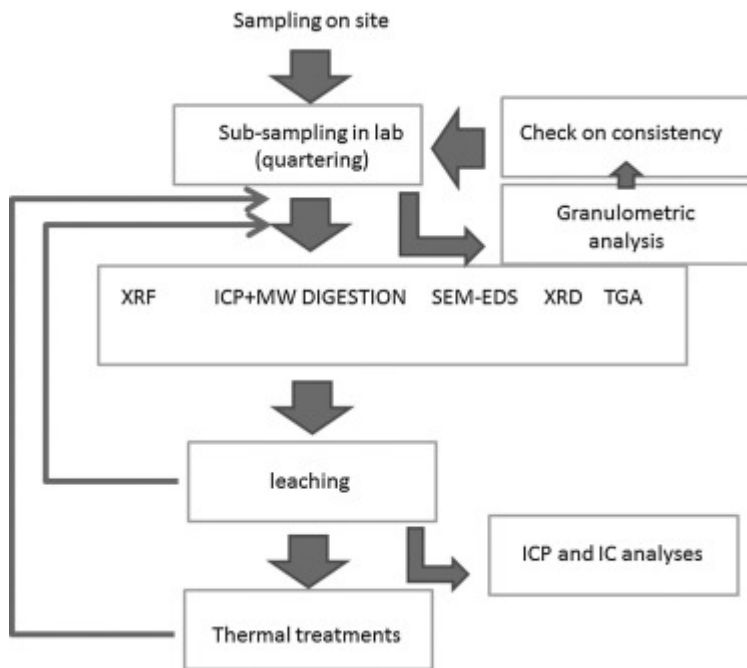 Sampling on site
Sub-sampling in lab
(quartering)
Check on consistency
Granulometric
analysis
XRF ICP+MW DIGESTION SEM-EDS XRD TGA
leaching
ICP and IC analyses
Thermal treatments